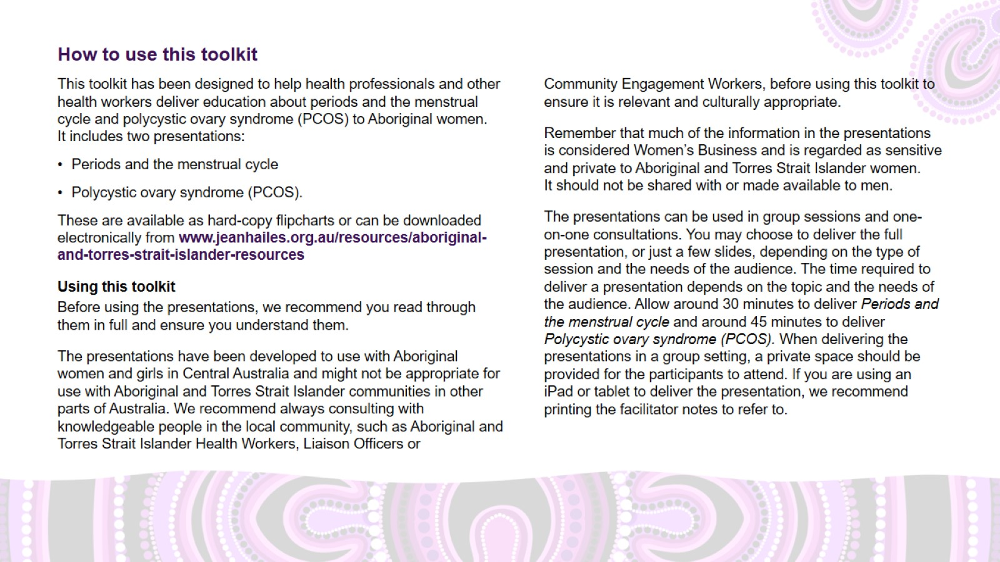 How to use this toolkit
This toolkit has been designed to help health professionals and other
health workers deliver education about periods and the menstrual
cycle and polycystic ovary syndrome (PCOS) to Aboriginal women.
It includes two presentations:
• Periods and the menstrual cycle
• Polycystic ovary syndrome (PCOS).
These are available as hard-copy flipcharts or can be downloaded
electronically from www.jeanhailes.org.au/resources/aboriginal-
and-torres-strait-islander-resources
Using this toolkit
Before using the presentations, we recommend you read through
them in full and ensure you understand them.
The presentations have been developed to use with Aboriginal
women and girls in Central Australia and might not be appropriate for
use with Aboriginal and Torres Strait Islander communities in other
parts of Australia. We recommend always consulting with
knowledgeable people in the local community, such as Aboriginal and
Torres Strait Islander Health Workers, Liaison Officers or
Community Engagement Workers, before using this toolkit to
ensure it is relevant and culturally appropriate.
Remember that much of the information in the presentations
is considered Women’s Business and is regarded as sensitive
and private to Aboriginal and Torres Strait Islander women.
It should not be shared with or made available to men.
The presentations can be used in group sessions and one-
on-one consultations. You may choose to deliver the full
presentation, or just a few slides, depending on the type of
session and the needs of the audience. The time required to
deliver a presentation depends on the topic and the needs of
the audience. Allow around 30 minutes to deliver Periods and
the menstrual cycle and around 45 minutes to deliver
Polycystic ovary syndrome (PCOS). When delivering the
presentations in a group setting, a private space should be
provided for the participants to attend. If you are using an
iPad or tablet to deliver the presentation, we recommend
printing the facilitator notes to refer to.